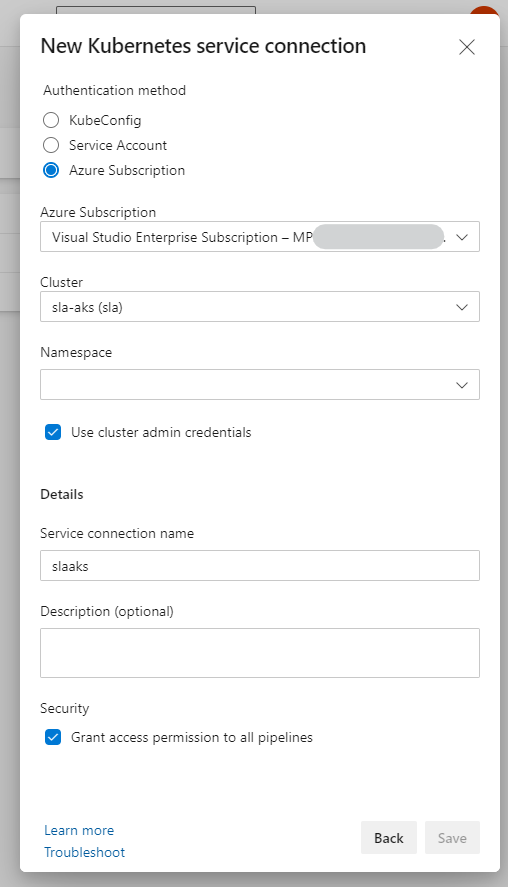 New Kubernetes service connection
Authentication method
KubeConfig
Service Account
Azure Subscription
Azure Subscription
Visual Studio Enterprise Subscription – MP
Cluster
sla-aks (sla)
Namespace
Use cluster admin credentials
Details
Service connection name
slaaks
Description (optional)
Security
Grant access permission to all pipelines
Learn more
Back
Save
Troubleshoot